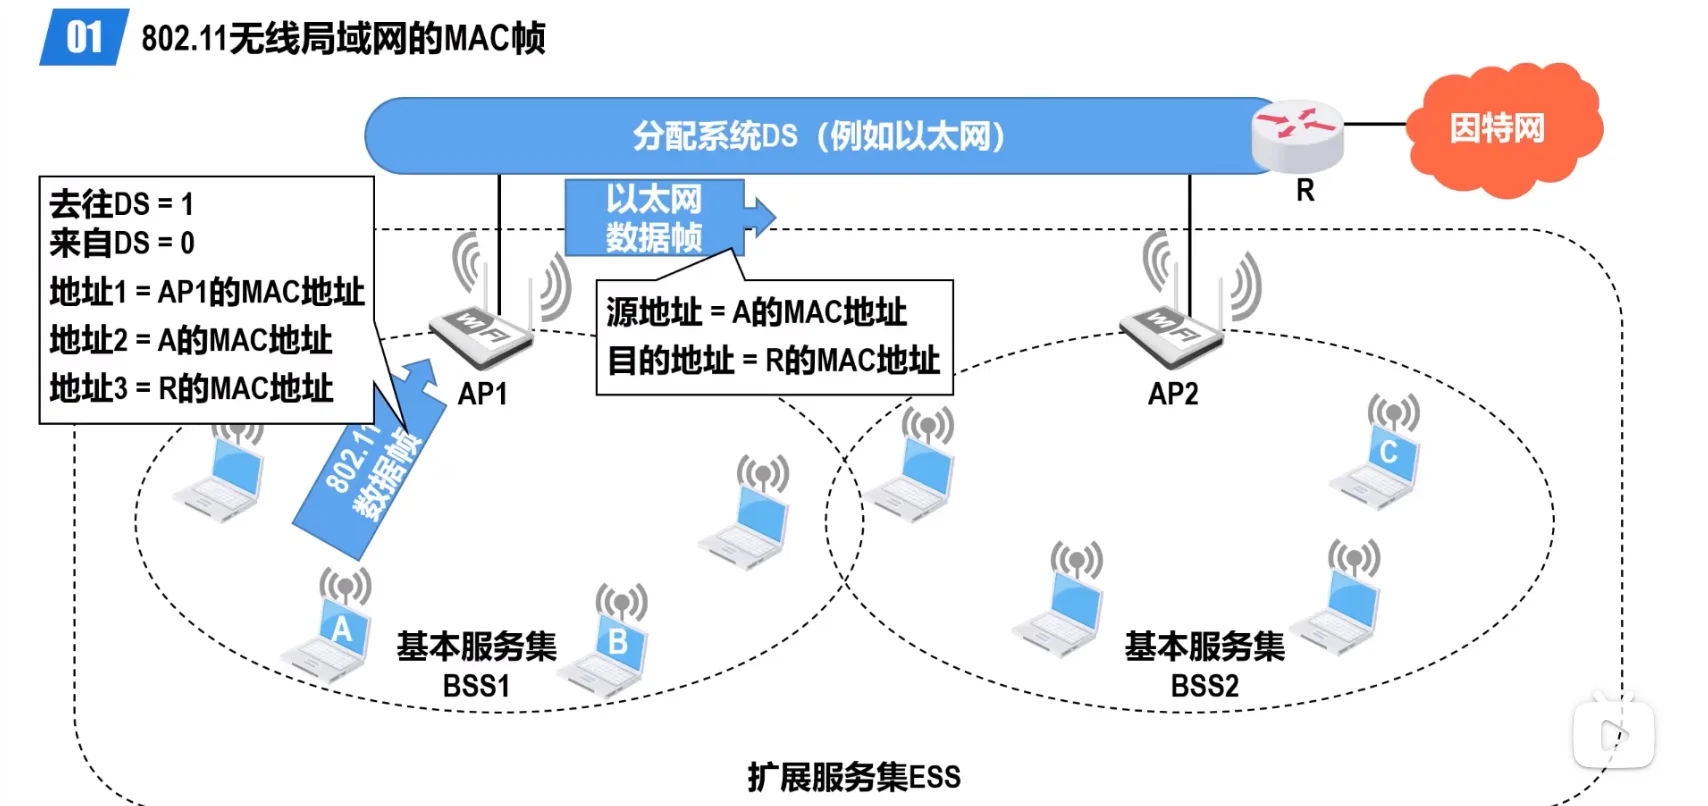 01 802.11无线局域网的MAC帧
分配系统DS（例如以太网）
因特网
R
去往DS = 1
来自DS = 0
地址1 = AP1的MAC地址
地址2 = A的MAC地址
地址3 = R的MAC地址
以太网
数据帧
源地址 = A的MAC地址
目的地址 = R的MAC地址
WiFi
AP1
WiFi
AP2
802.11
数据帧
C
A
B
基本服务集
BSS1
基本服务集
BSS2
扩展服务集ESS